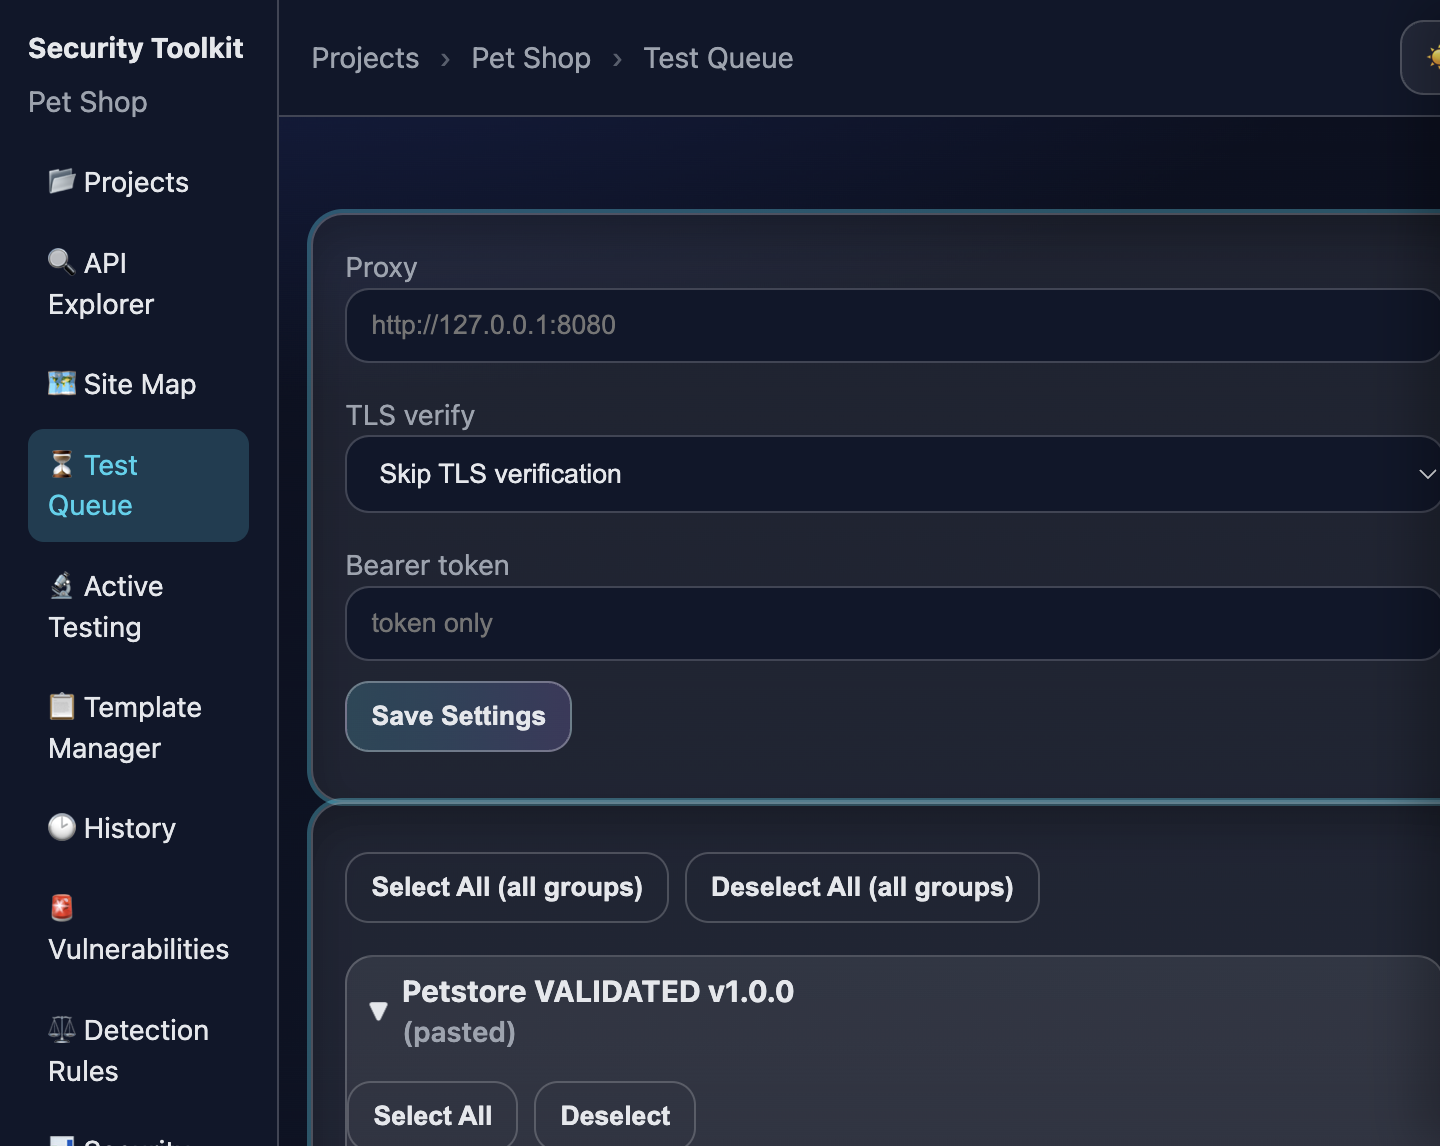 Security Toolkit
Pet Shop
Projects
API
Explorer
Site Map
Test
Queue
Active
Testing
Template
Manager
History
Vulnerabilities
Detection
Rules
Security
Projects › Pet Shop › Test Queue
Proxy
http://127.0.0.1:8080
TLS verify
Skip TLS verification
Bearer token
token only
Save Settings
Select All (all groups) Deselect All (all groups)
Petstore VALIDATED v1.0.0
(pasted)
Select All Deselect